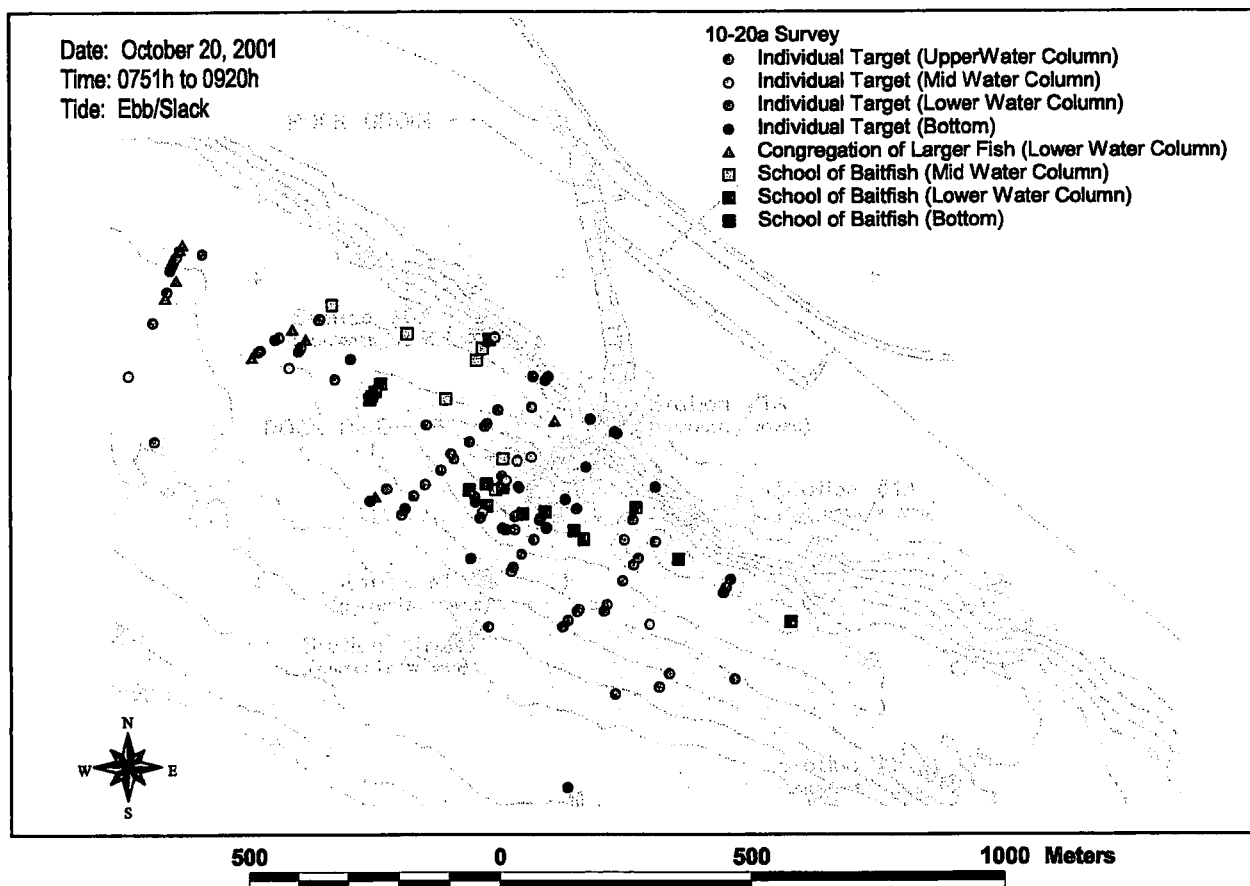 Date: October 20, 2001
Time: 0751h to 0920h
Tide: Ebb/Slack
10-20a Survey
Individual Target (UpperWater Column)
Individual Target (Mid Water Column)
Individual Target (Lower Water Column)
Individual Target (Bottom)
Congregation of Larger Fish (Lower Water Column)
School of Baitfish (Mid Water Column)
School of Baitfish (Lower Water Column)
School of Baitfish (Bottom)
N
W E
S
500 0 500 1000 Meters